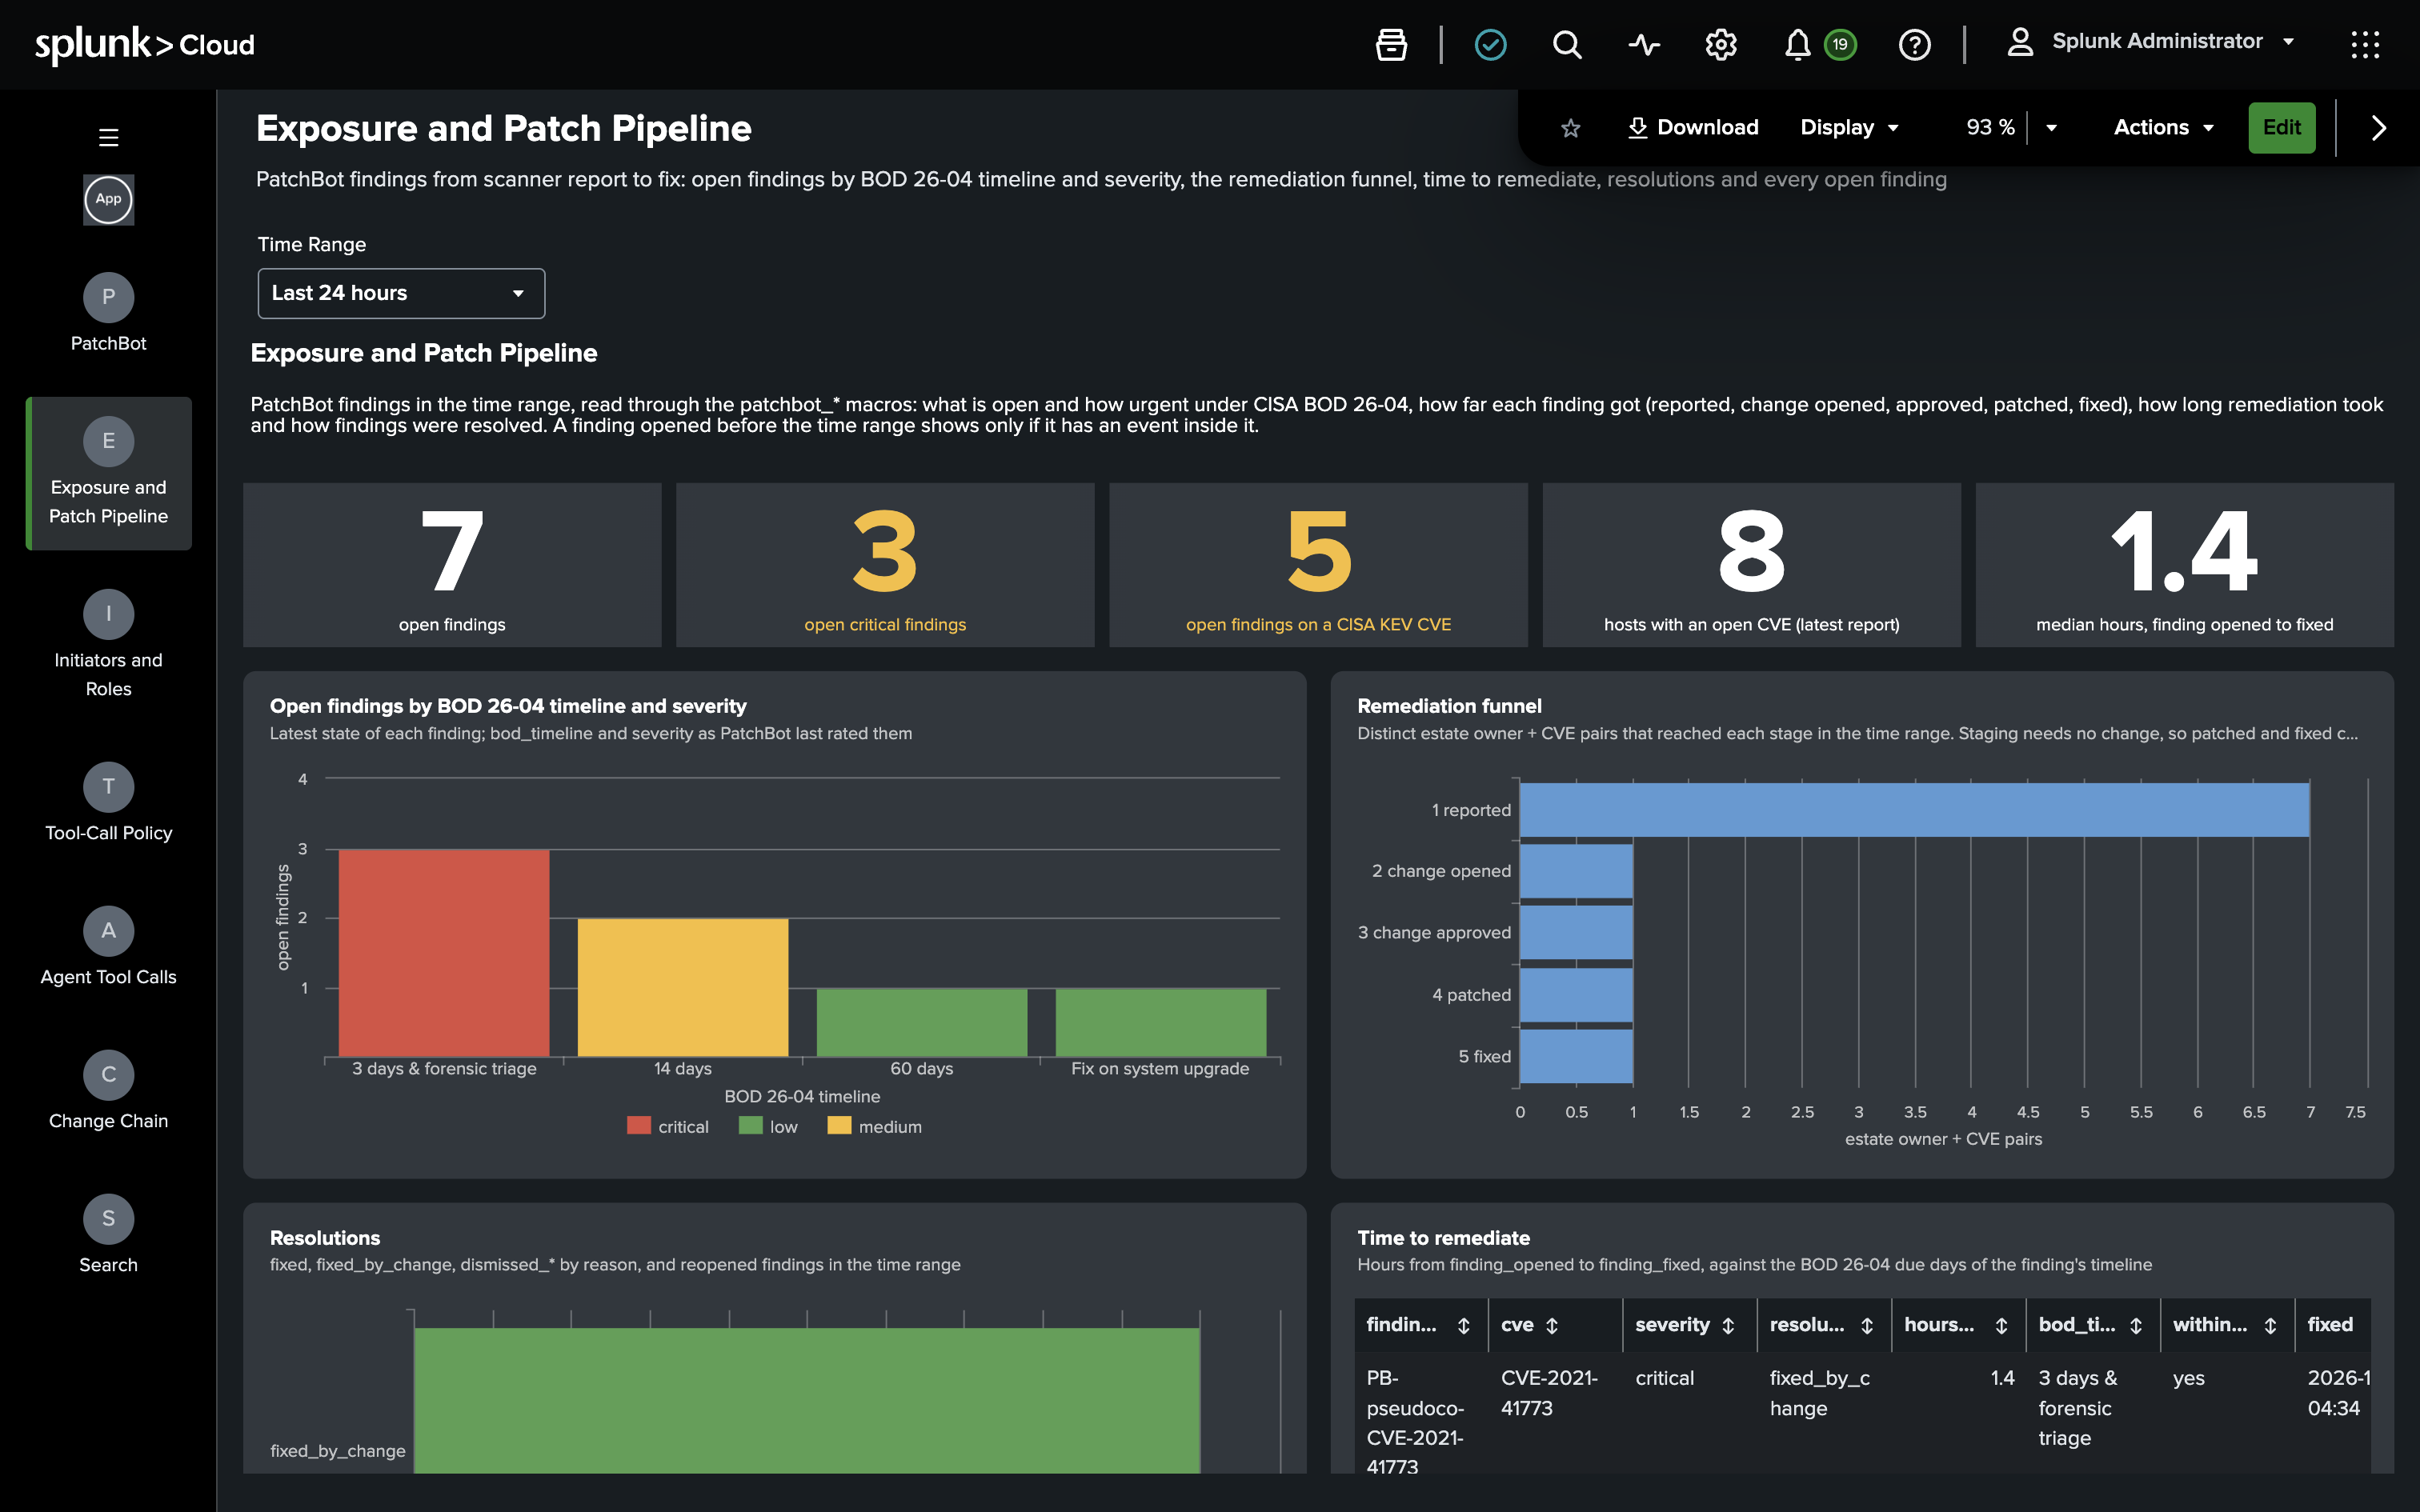 splunk> Cloud
19
Splunk Administrator
App
P
PatchBot
E
Exposure and
Patch Pipeline
I
Initiators and
Roles
T
Tool-Call Policy
A
Agent Tool Calls
C
Change Chain
S
Search
Exposure and Patch Pipeline
Download
Display
93 %
Actions
Edit
PatchBot findings from scanner report to fix: open findings by BOD 26-04 timeline and severity, the remediation funnel, time to remediate, resolutions and every open finding
Time Range
Last 24 hours
Exposure and Patch Pipeline
PatchBot findings in the time range, read through the patchbot_* macros: what is open and how urgent under CISA BOD 26-04, how far each finding got (reported, change opened, approved, patched, fixed), how long remediation took
and how findings were resolved. A finding opened before the time range shows only if it has an event inside it.
7
open findings
3
open critical findings
5
open findings on a CISA KEV CVE
8
hosts with an open CVE (latest report)
1.4
median hours, finding opened to fixed
Open findings by BOD 26-04 timeline and severity
Latest state of each finding; bod_timeline and severity as PatchBot last rated them
4
3
2
1
open findings
3 days & forensic triage
14 days
60 days
Fix on system upgrade
BOD 26-04 timeline
critical
low
medium
Remediation funnel
Distinct estate owner + CVE pairs that reached each stage in the time range. Staging needs no change, so patched and fixed c...
1 reported
2 change opened
3 change approved
4 patched
5 fixed
0 0.5 1 1.5 2 2.5 3 3.5 4 4.5 5 5.5 6 6.5 7 7.5
estate owner + CVE pairs
Resolutions
fixed, fixed_by_change, dismissed_* by reason, and reopened findings in the time range
fixed_by_change
Time to remediate
Hours from finding_opened to finding_fixed, against the BOD 26-04 due days of the finding's timeline
findin... cve severity resolu... hours... bod_ti... within... fixed
PB- CVE-2021- critical fixed_by_c 1.4 3 days & yes 2026-1
pseudoco- 41773 hange forensic 04:34
CVE-2021- triage
41773